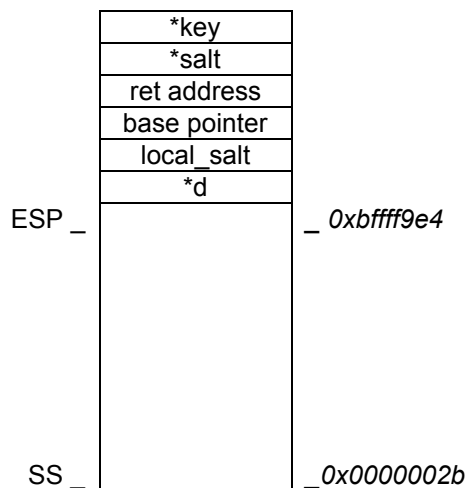 *key
*salt
ret address
base pointer
local_salt
*d
ESP _ _ 0xbffff9e4
SS _ _0x0000002b